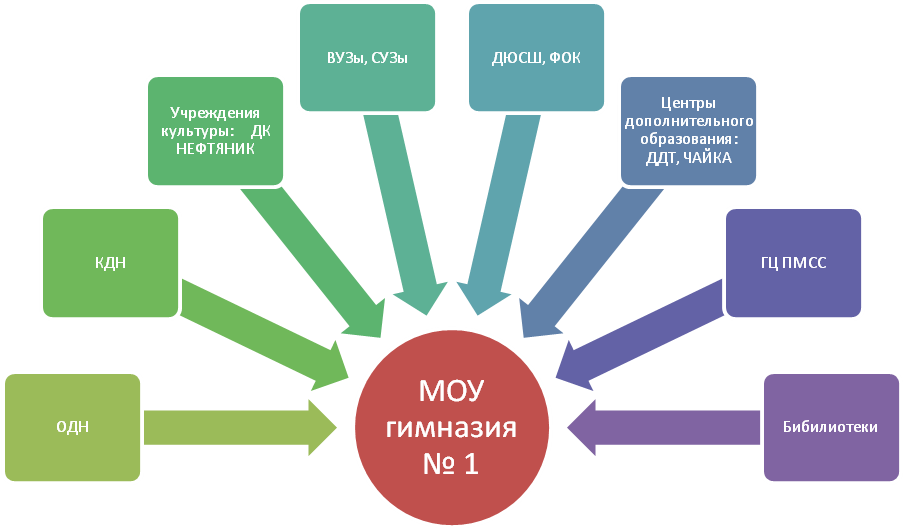 ВУЗы, СУЗы
ДЮСШ, ФОК
Учреждения
культуры: ДК
НЕФТЯНИК
Центры
дополнительного
образования:
ДДТ, ЧАЙКА
КДН
ГЦ ПМСС
ОДН
МОУ
гимназия
№ 1
Бибилиотеки